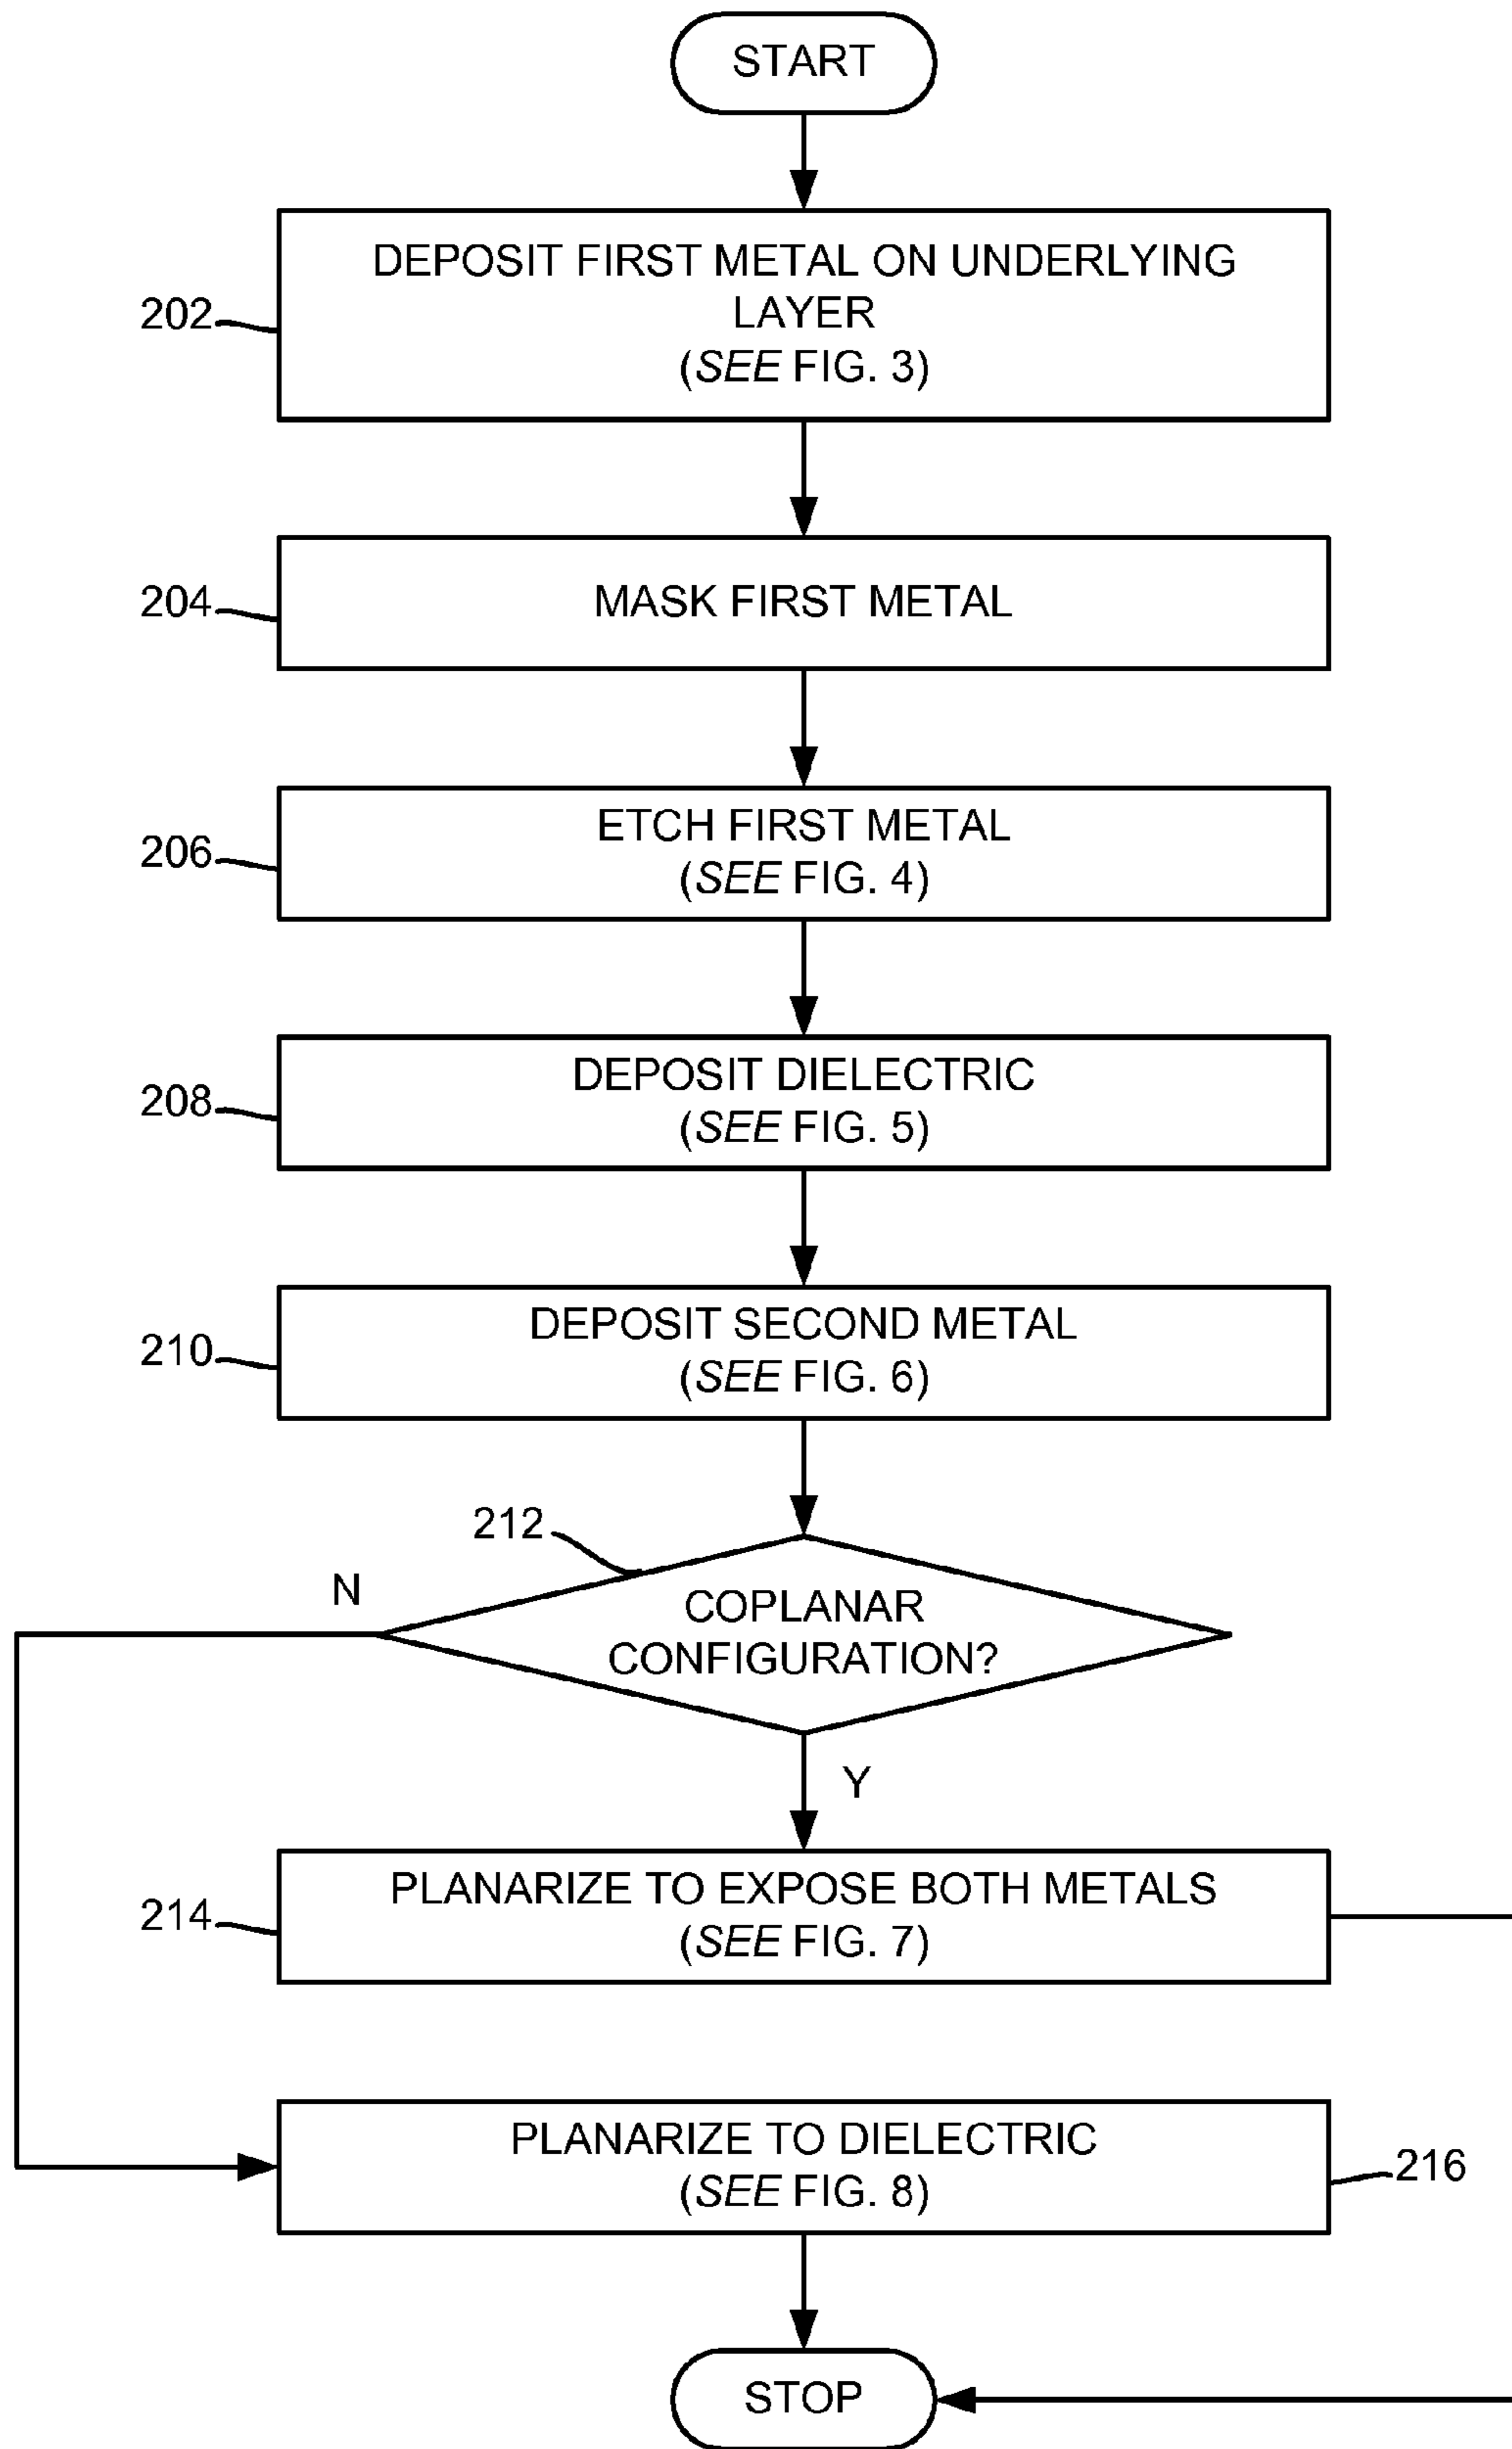 START
DEPOSIT FIRST METAL ON UNDERLYING
LAYER
(SEE FIG. 3)
202
MASK FIRST METAL
204
ETCH FIRST METAL
(SEE FIG. 4)
206
DEPOSIT DIELECTRIC
(SEE FIG. 5)
208
DEPOSIT SECOND METAL
(SEE FIG. 6)
210
212
N
COPLANAR
CONFIGURATION?
Y
PLANARIZE TO EXPOSE BOTH METALS
(SEE FIG. 7)
214
PLANARIZE TO DIELECTRIC
(SEE FIG. 8)
216
STOP